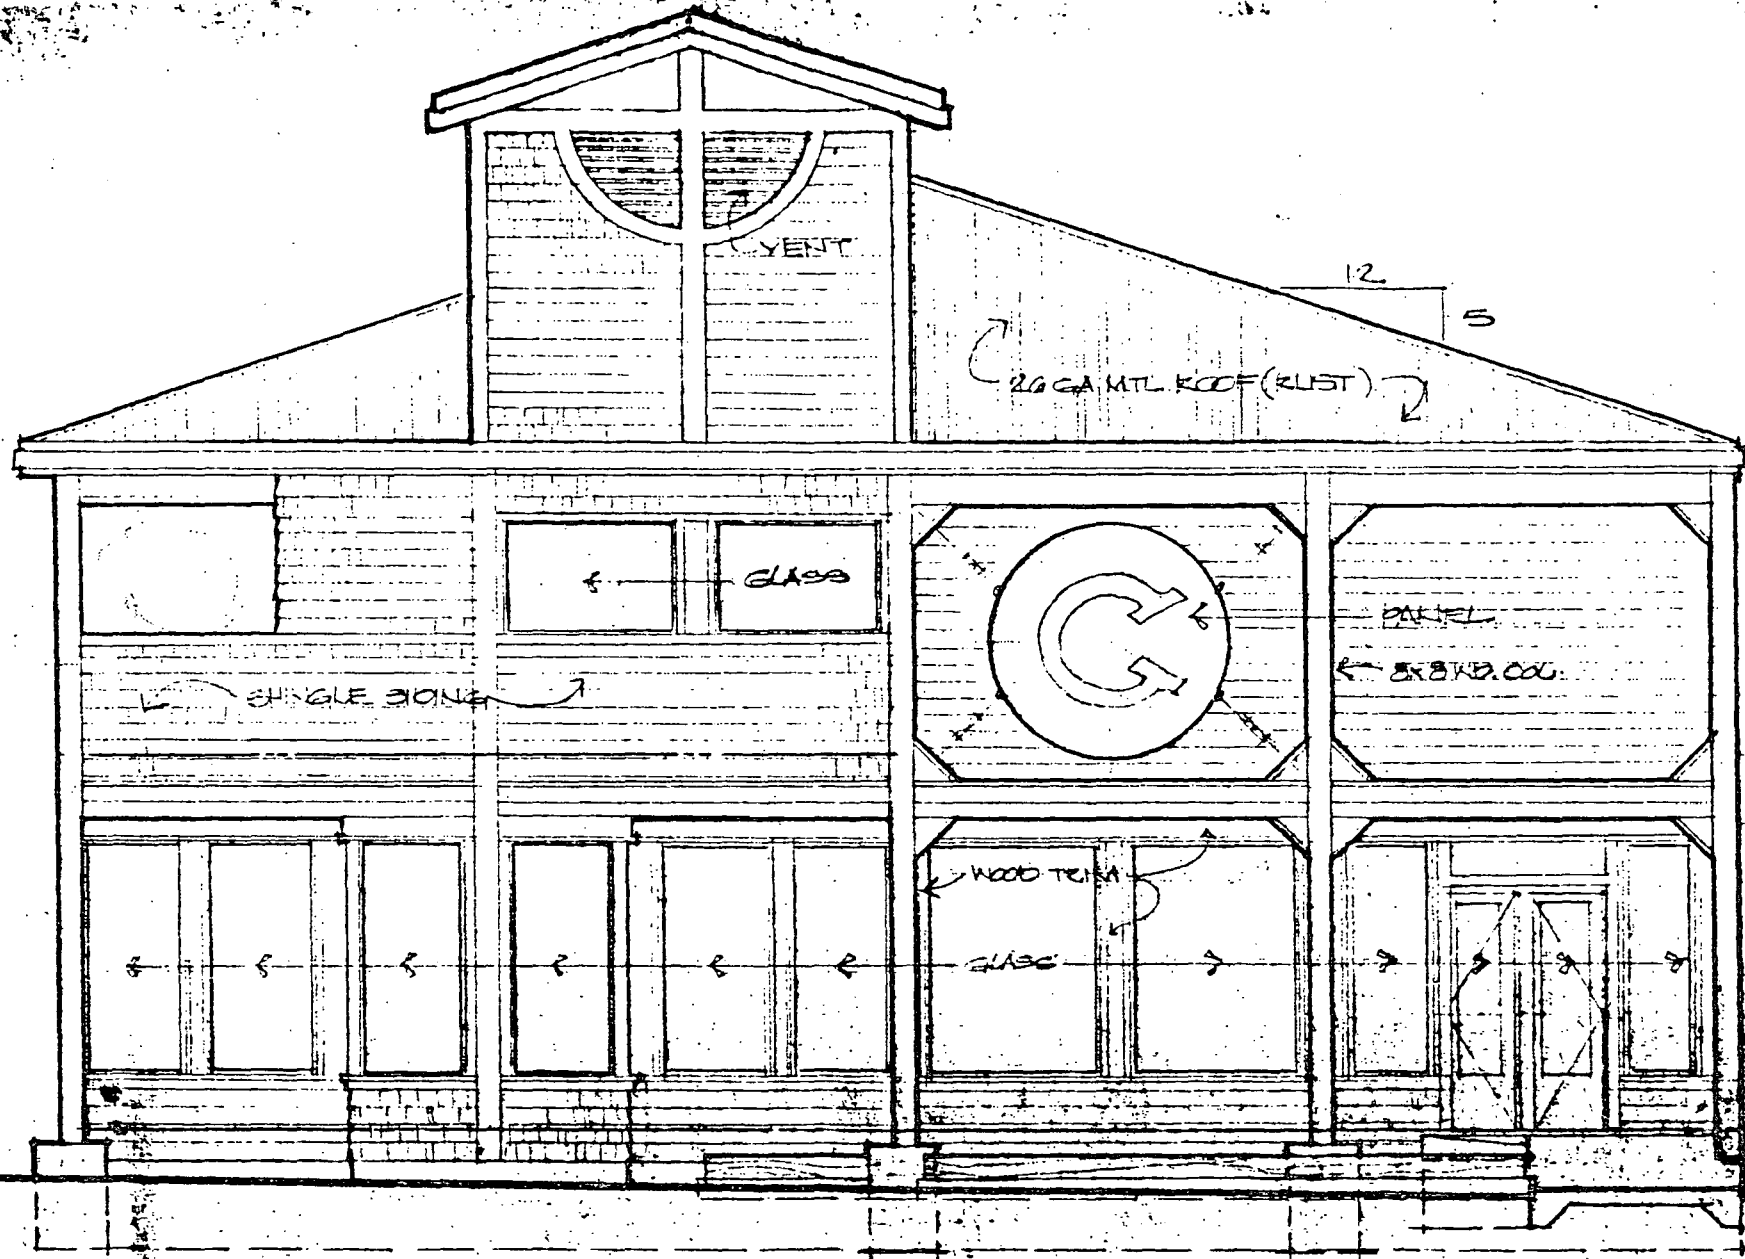 VENT
12
5
26 GA MTL ROOF (RUST)
GLASS
C
PANEL
8x8 WD. COL.
SHINGLE SIDING
WOOD TRIM
GLASS